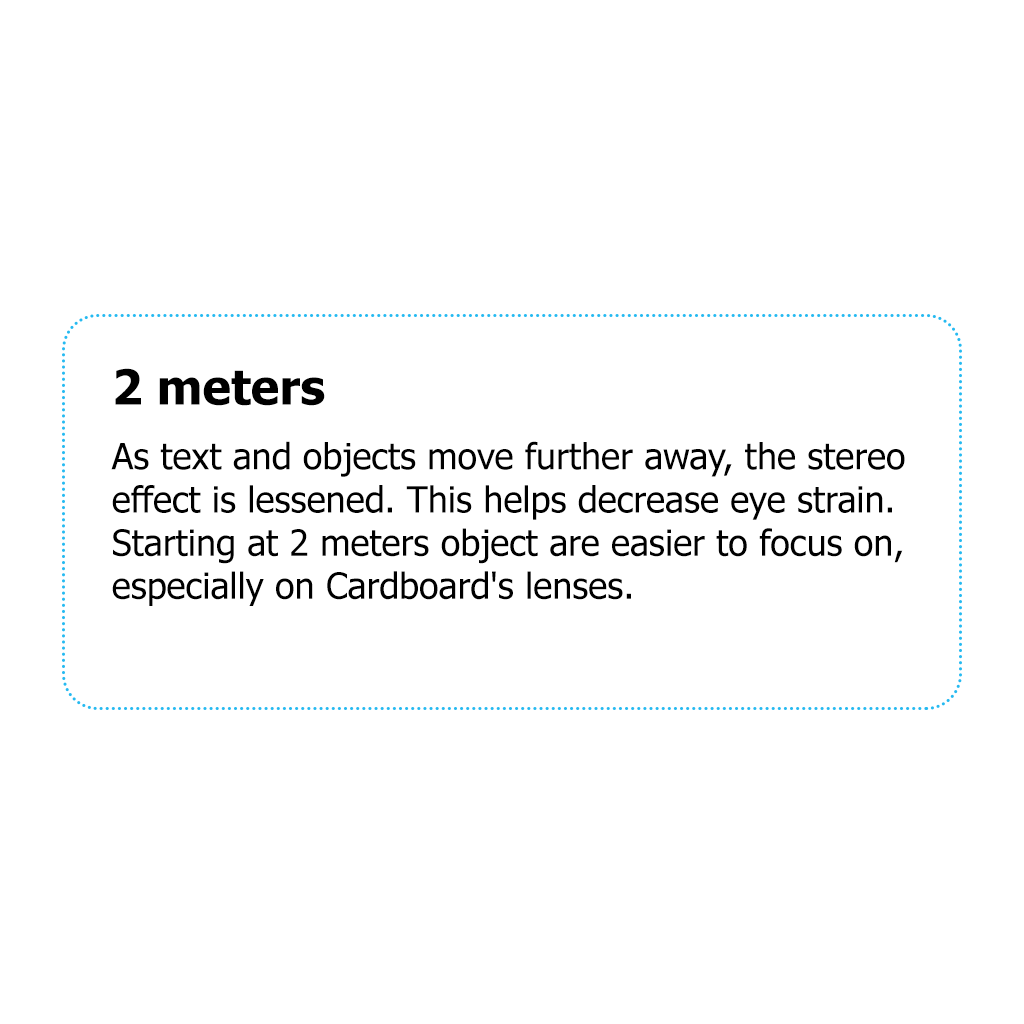 2 meters
As text and objects move further away, the stereo
effect is lessened. This helps decrease eye strain.
Starting at 2 meters object are easier to focus on,
especially on Cardboard's lenses.